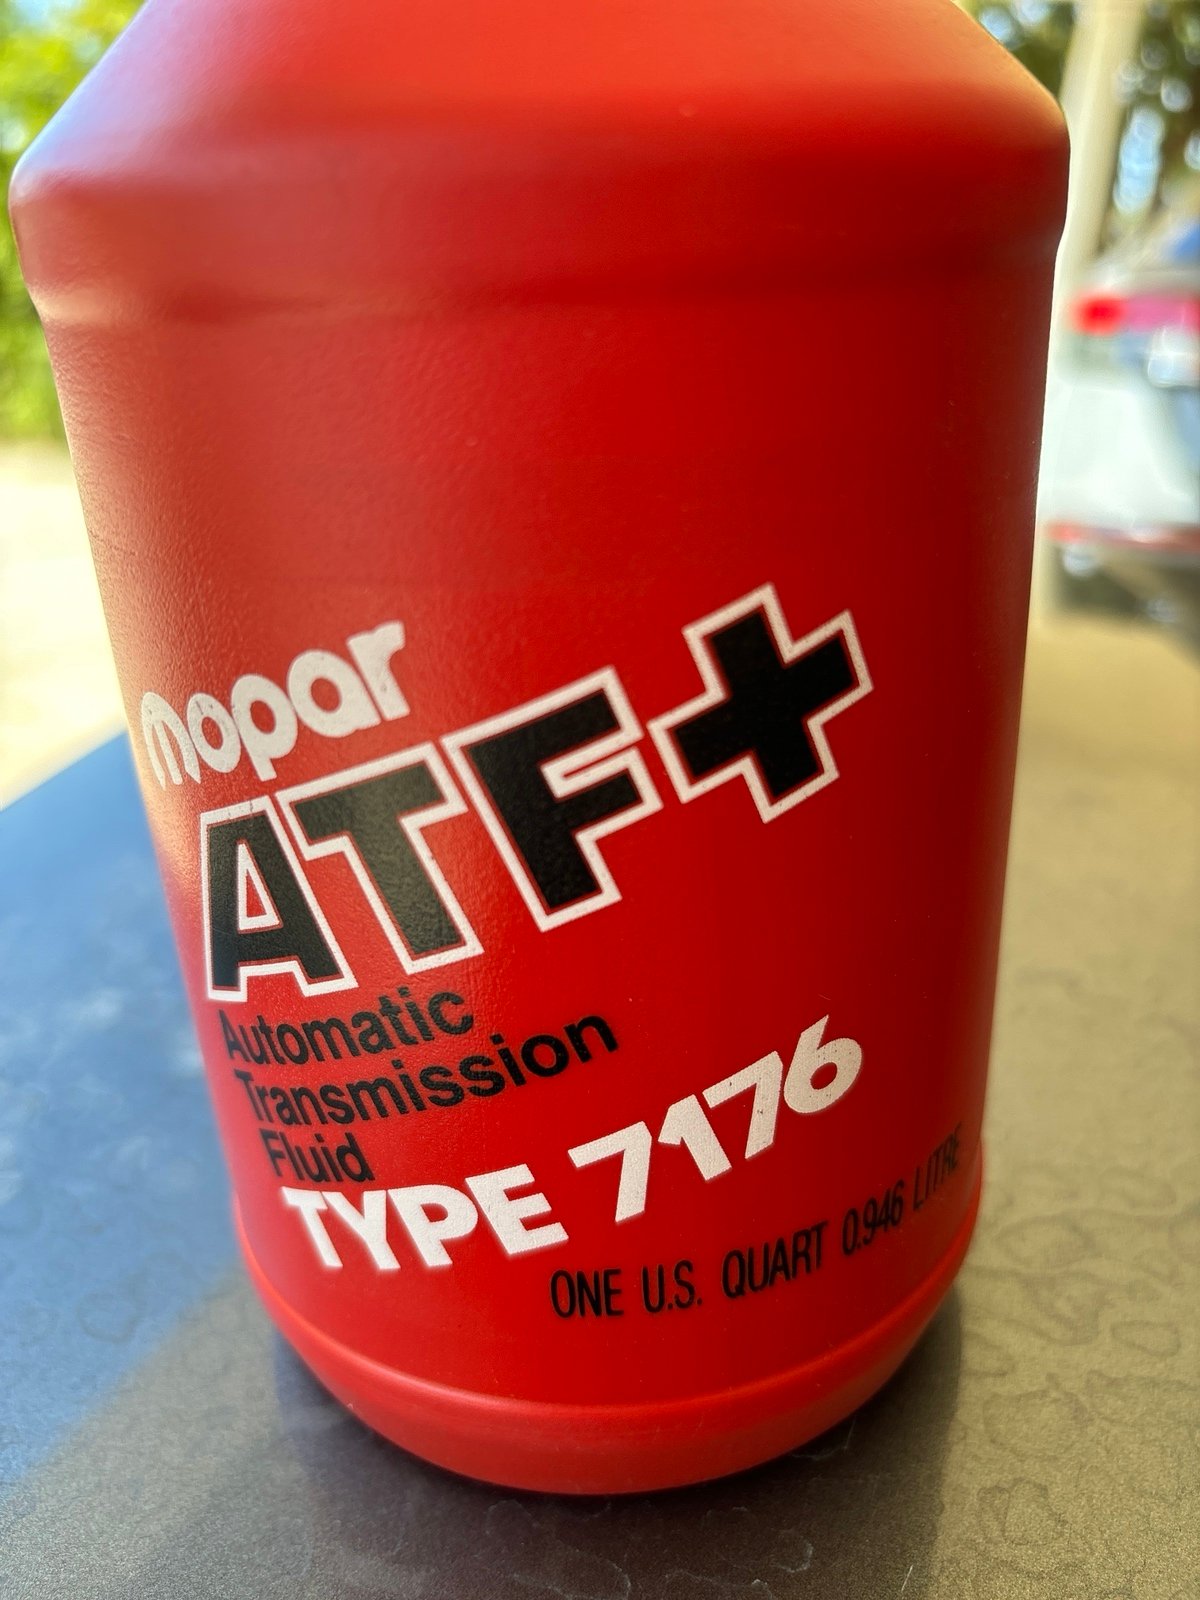 mopar
ATF+
Automatic
Transmission
Fluid
TYPE 7176
ONE U.S. QUART 0.946 LITRE